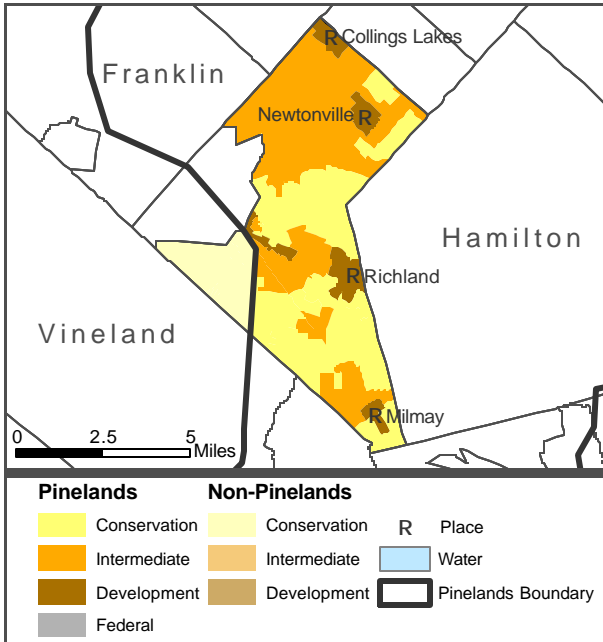 R Collings Lakes
Franklin
Newtonville R
Hamilton
R Richland
Vineland
R Milmay
0 2.5 5
Miles
Pinelands Non-Pinelands
Conservation Conservation R Place
Intermediate Intermediate Water
Development Development Pinelands Boundary
Federal